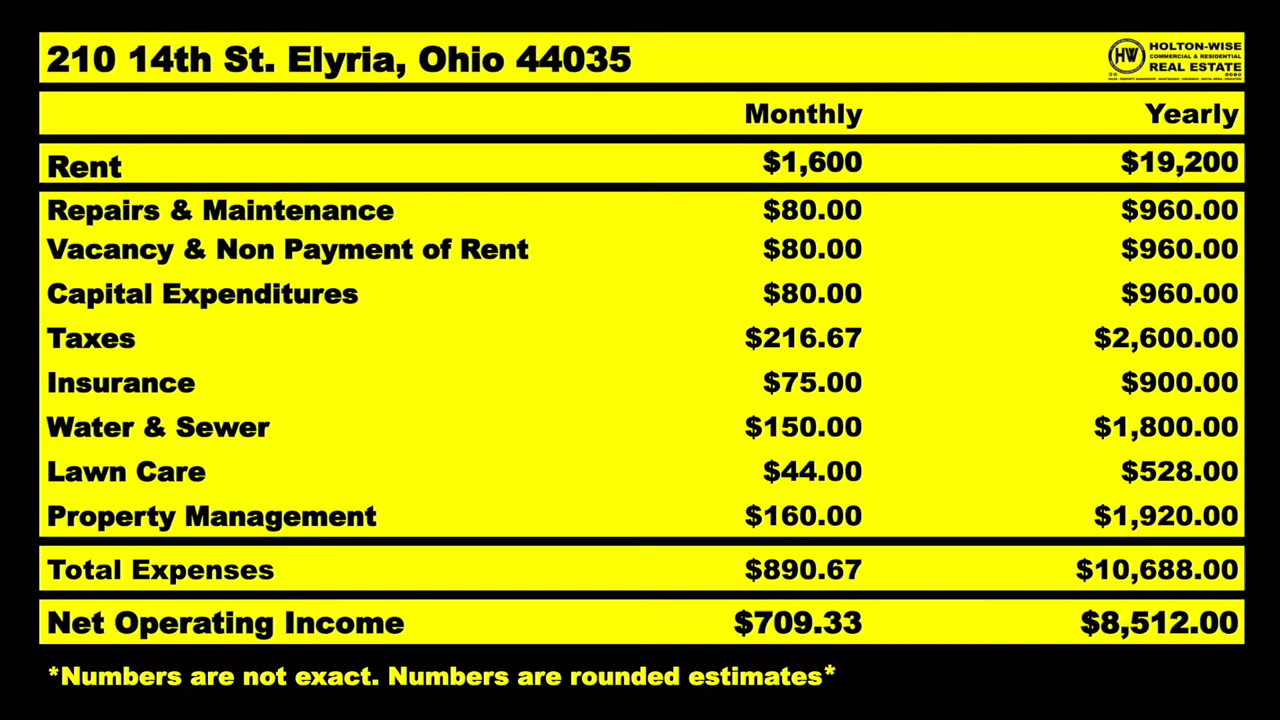 210 14th St. Elyria, Ohio 44035
HOLTON-WISE
COMMERCIAL & RESIDENTIAL
REAL ESTATE
HW
Monthly Yearly
Rent $1,600 $19,200
Repairs & Maintenance $80.00 $960.00
Vacancy & Non Payment of Rent $80.00 $960.00
Capital Expenditures $80.00 $960.00
Taxes $216.67 $2,600.00
Insurance $75.00 $900.00
Water & Sewer $150.00 $1,800.00
Lawn Care $44.00 $528.00
Property Management $160.00 $1,920.00
Total Expenses $890.67 $10,688.00
Net Operating Income $709.33 $8,512.00
*Numbers are not exact. Numbers are rounded estimates*